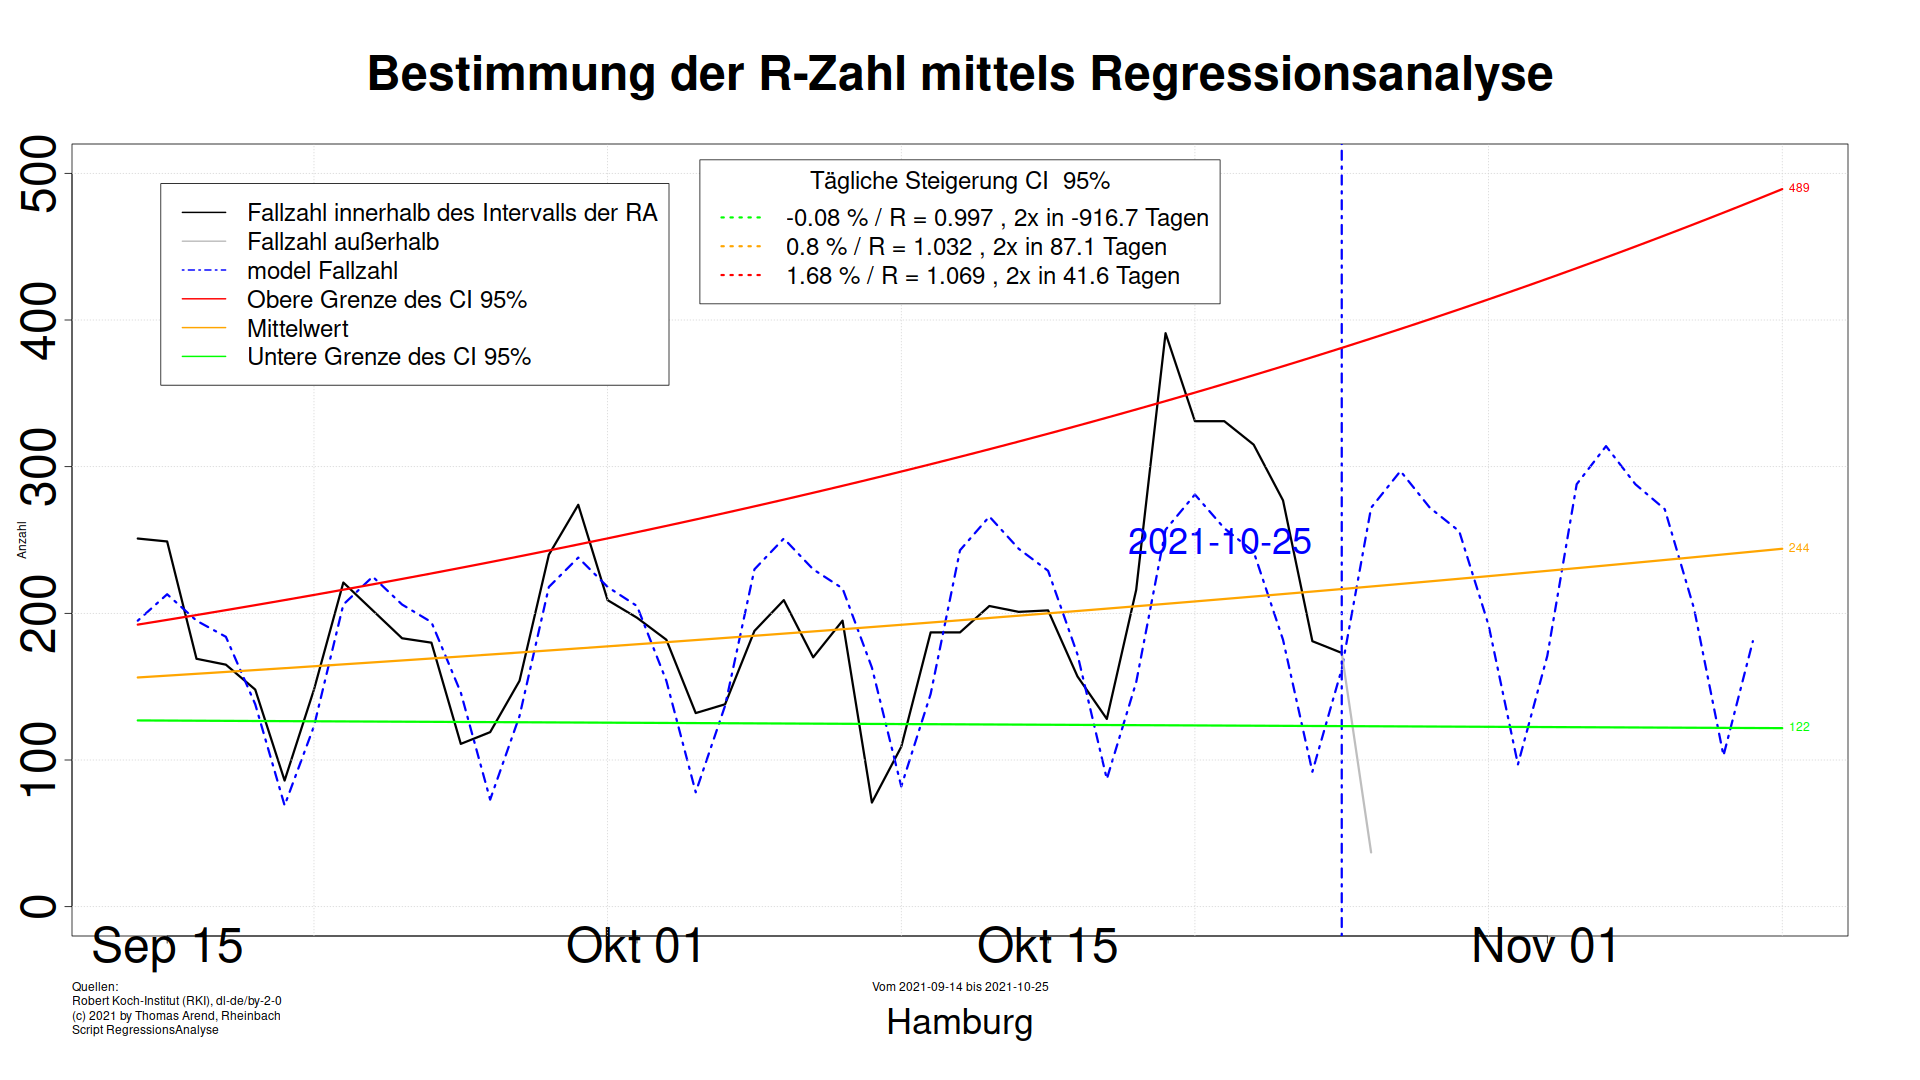 Bestimmung der R-Zahl mittels Regressionsanalyse
500
400
300
200
100
0
Anzahl
Fallzahl innerhalb des Intervalls der RA
Fallzahl außerhalb
model Fallzahl
Obere Grenze des CI 95%
Mittelwert
Untere Grenze des CI 95%
Tägliche Steigerung CI  95%
-0.08 % / R = 0.997 , 2x in -916.7 Tagen
0.8 % / R = 1.032 , 2x in 87.1 Tagen
1.68 % / R = 1.069 , 2x in 41.6 Tagen
489
2021-10-25
244
122
Sep 15
Okt 01
Okt 15
Nov 01
Quellen:
Robert Koch-Institut (RKI), dl-de/by-2-0
(c) 2021 by Thomas Arend, Rheinbach
Script RegressionsAnalyse
Vom 2021-09-14 bis 2021-10-25
Hamburg